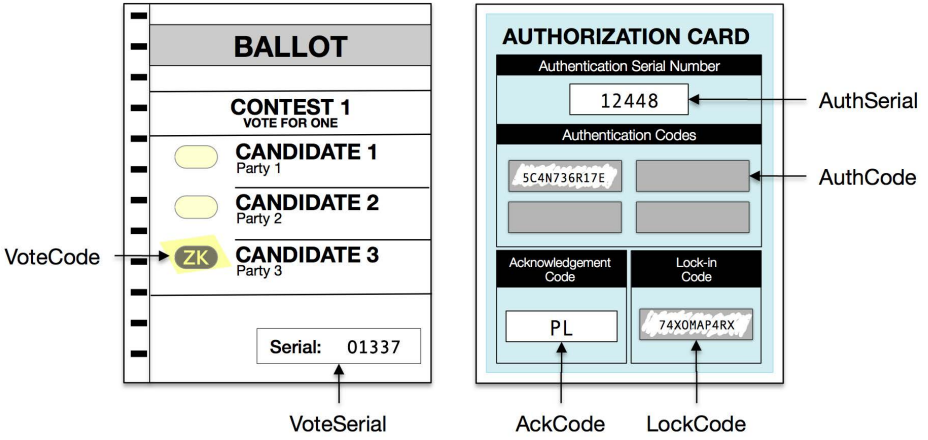 BALLOT
CONTEST 1
VOTE FOR ONE
CANDIDATE 1
Party 1
CANDIDATE 2
Party 2
VoteCode
ZK
CANDIDATE 3
Party 3
Serial: 01337
VoteSerial
AUTHORIZATION CARD
Authentication Serial Number
12448
AuthSerial
Authentication Codes
5C4N736R17E
AuthCode
Acknowledgement
Code
PL
Lock-in
Code
74XOMAP4RX
AckCode
LockCode